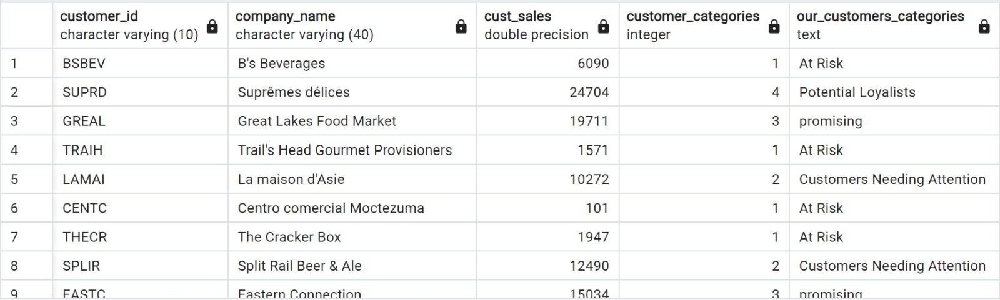 customer_id company_name cust_sales customer_categories our_customers_categories
character varying (10) character varying (40) double precision integer text
1 BSBEV B's Beverages 6090 1 At Risk
2 SUPRD Suprêmes délices 24704 4 Potential Loyalists
3 GREAL Great Lakes Food Market 19711 3 promising
4 TRAIH Trail's Head Gourmet Provisioners 1571 1 At Risk
5 LAMAI La maison d'Asie 10272 2 Customers Needing Attention
6 CENTC Centro comercial Moctezuma 101 1 At Risk
7 THECR The Cracker Box 1947 1 At Risk
8 SPLIR Split Rail Beer & Ale 12490 2 Customers Needing Attention
9 EASTC Eastern Connection 15034 3 promising